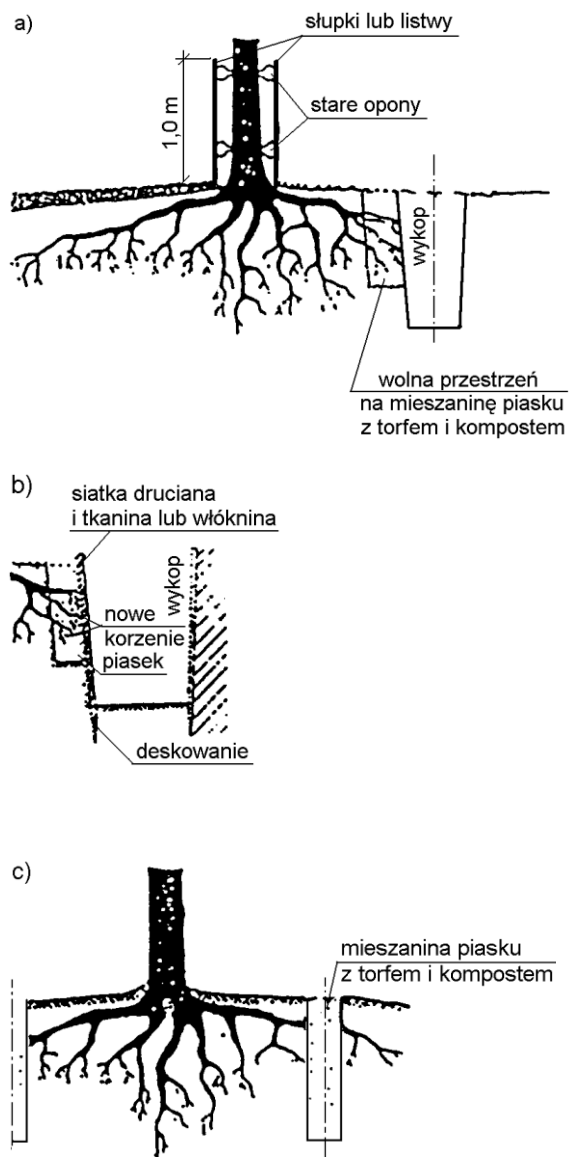 a)
słupki lub listwy
stare opony
1,0 m
wykop
wolna przestrzeń
na mieszaninę piasku
z torfem i kompostem
b)
siatka druciana
i tkanina lub włóknina
wykop
nowe
korzenie
piasek
deskowanie
c)
mieszanina piasku
z torfem i kompostem